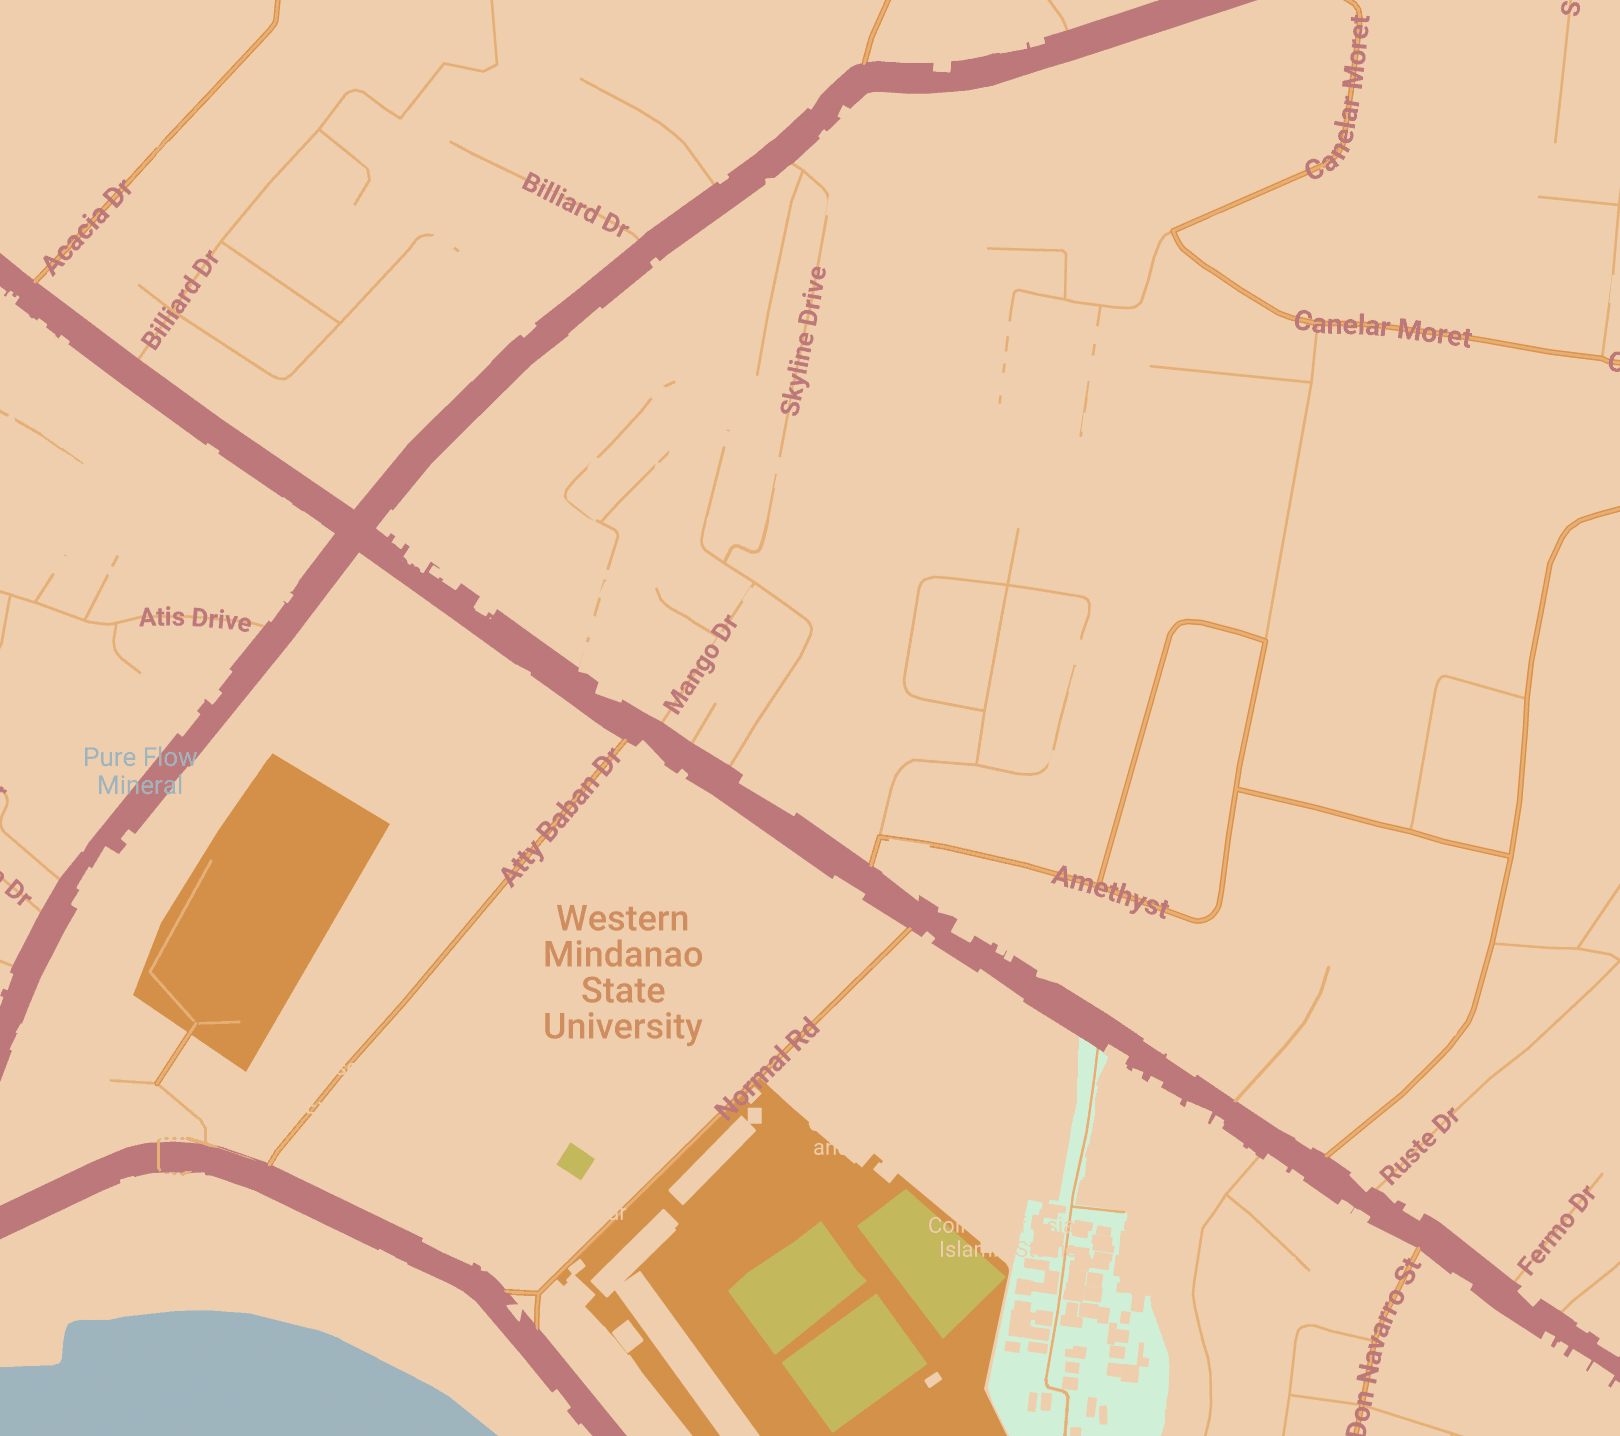 Canelar Moret
Acacia Dr
Billiard Dr
Billiard Dr
Skyline Drive
Canelar Moret
Atis Drive
Mango Dr
Pure Flow
Mineral
Atty Baban Dr
Dr
Amethyst
Western
Mindanao
State
University
Normal Rd
Ruste Dr
Fermo Dr
Don Navarro St